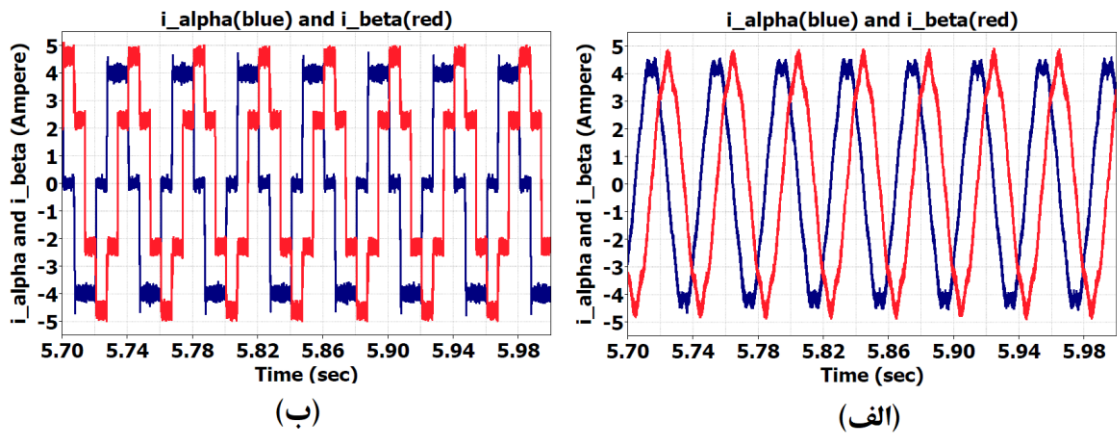 i_alpha(blue) and i_beta(red)
i_alpha and i_beta (Ampere)
5
4
3
2
1
0
-1
-2
-3
-4
-5
5.70 5.74 5.78 5.82 5.86 5.90 5.94 5.98
Time (sec)
(ب)
i_alpha(blue) and i_beta(red)
i_alpha and i_beta (Ampere)
5
4
3
2
1
0
-1
-2
-3
-4
-5
5.70 5.74 5.78 5.82 5.86 5.90 5.94 5.98
Time (sec)
(الف)